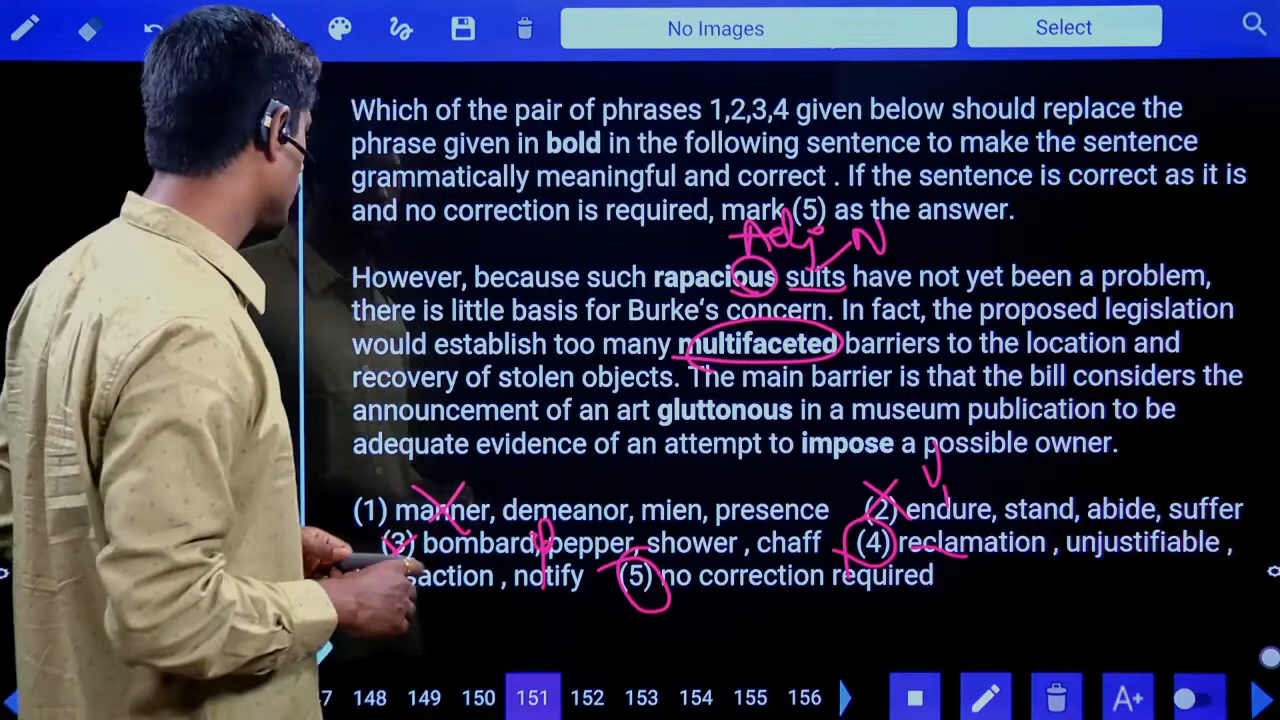 No Images
Select
Which of the pair of phrases 1,2,3,4 given below should replace the
phrase given in bold in the following sentence to make the sentence
grammatically meaningful and correct . If the sentence is correct as it is
and no correction is required, mark (5) as the answer.
Adj N
However, because such rapacious suits have not yet been a problem,
there is little basis for Burke's concern. In fact, the proposed legislation
would establish too many multifaceted barriers to the location and
recovery of stolen objects. The main barrier is that the bill considers the
announcement of an art gluttonous in a museum publication to be
adequate evidence of an attempt to impose a possible owner.
(1) manner, demeanor, mien, presence (2) endure, stand, abide, suffer
(3) bombard, pepper, shower , chaff (4) reclamation , unjustifiable ,
saction , notify (5) no correction required
7 148 149 150 151 152 153 154 155 156 A+